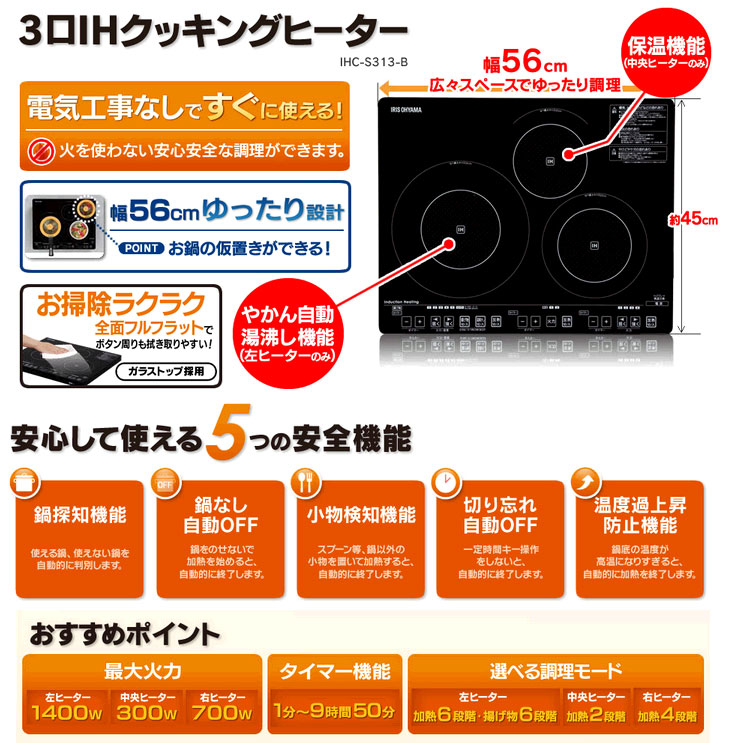 3口IHクッキングヒーター
IHC-S313-B
電気工事なしですぐに使える!
火を使わない安心安全な調理ができます。
幅56cmゆったり設計
POINT お鍋の仮置きができる!
お掃除ラクラク
全面フルフラットで
ボタン周りも拭き取りやすい!
ガラストップ採用
幅56cm
広々スペースでゆったり調理
保温機能
(中央ヒーターのみ)
約45cm
IRIS OHYAMA
IH
IH
IH
Induction Heating
やかん自動
湯沸し機能
(左ヒーターのみ)
安心して使える5つの安全機能
鍋探知機能
使える鍋、使えない鍋を
自動的に判別します。
OFF
鍋なし
自動OFF
鍋をのせないで
加熱を始めると、
自動的に終了します。
小物検知機能
スプーン等、鍋以外の
小物を置いて加熱すると、
自動的に終了します。
切り忘れ
自動OFF
一定時間キー操作
をしないと、
自動的に終了します。
温度過上昇
防止機能
鍋底の温度が
高温になりすぎると、
自動的に加熱を終了します。
おすすめポイント
最大火力
左ヒーター 中央ヒーター 右ヒーター
1400W 300W 700W
タイマー機能
1分〜9時間50分
選べる調理モード
左ヒーター 中央ヒーター 右ヒーター
加熱6段階・揚げ物6段階 加熱2段階 加熱4段階